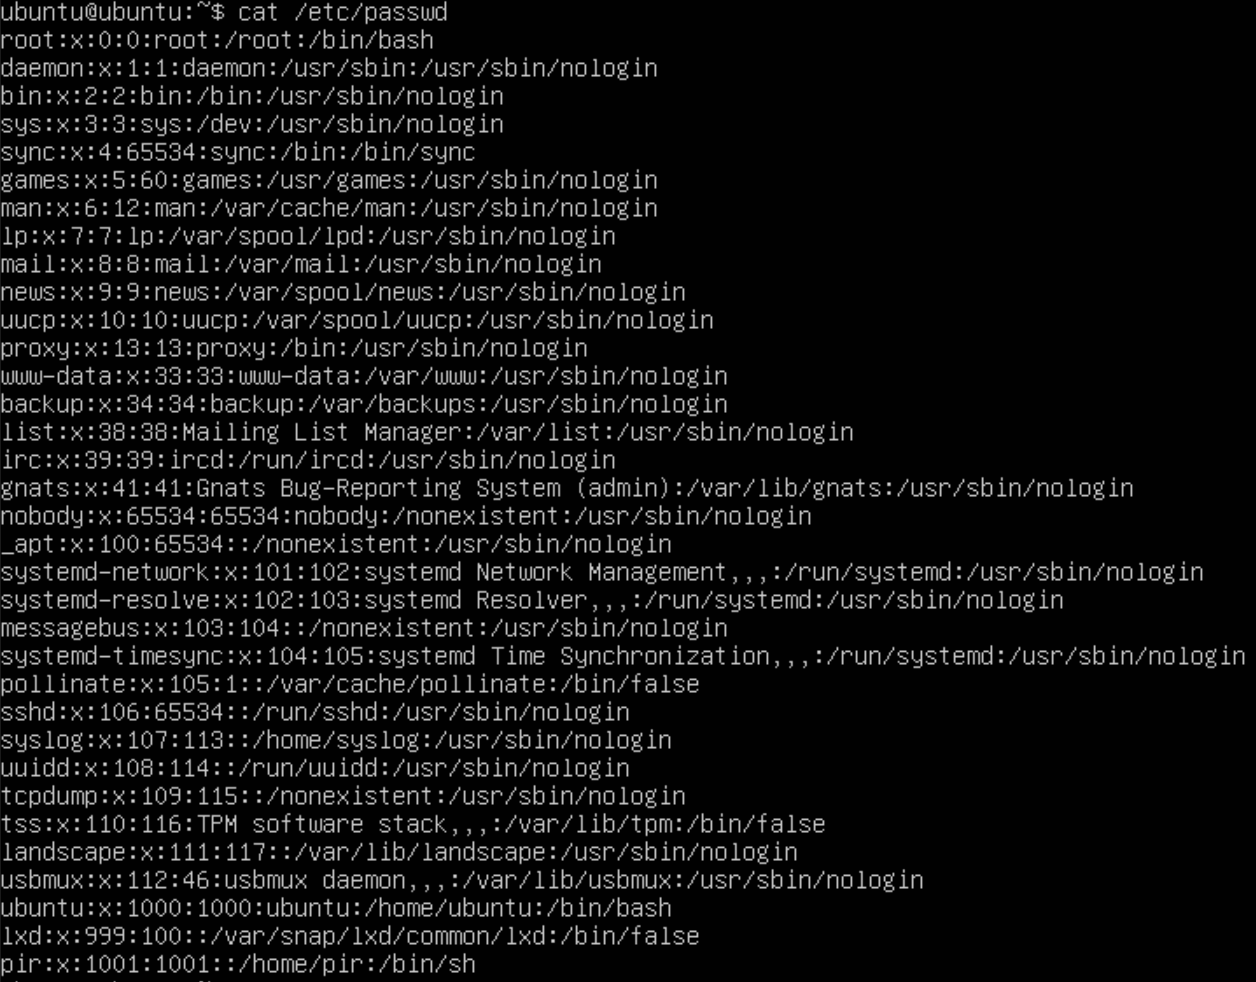 ubuntu@ubuntu:~$ cat /etc/passwd
root:x:0:0:root:/root:/bin/bash
daemon:x:1:1:daemon:/usr/sbin:/usr/sbin/nologin
bin:x:2:2:bin:/bin:/usr/sbin/nologin
sys:x:3:3:sys:/dev:/usr/sbin/nologin
sync:x:4:65534:sync:/bin:/bin/sync
games:x:5:60:games:/usr/games:/usr/sbin/nologin
man:x:6:12:man:/var/cache/man:/usr/sbin/nologin
lp:x:7:7:lp:/var/spool/lpd:/usr/sbin/nologin
mail:x:8:8:mail:/var/mail:/usr/sbin/nologin
news:x:9:9:news:/var/spool/news:/usr/sbin/nologin
uucp:x:10:10:uucp:/var/spool/uucp:/usr/sbin/nologin
proxy:x:13:13:proxy:/bin:/usr/sbin/nologin
www-data:x:33:33:www-data:/var/www:/usr/sbin/nologin
backup:x:34:34:backup:/var/backups:/usr/sbin/nologin
list:x:38:38:Mailing List Manager:/var/list:/usr/sbin/nologin
irc:x:39:39:ircd:/run/ircd:/usr/sbin/nologin
gnats:x:41:41:Gnats Bug-Reporting System (admin):/var/lib/gnats:/usr/sbin/nologin
nobody:x:65534:65534:nobody:/nonexistent:/usr/sbin/nologin
_apt:x:100:65534::/nonexistent:/usr/sbin/nologin
systemd-network:x:101:102:systemd Network Management,,,:/run/systemd:/usr/sbin/nologin
systemd-resolve:x:102:103:systemd Resolver,,,:/run/systemd:/usr/sbin/nologin
messagebus:x:103:104::/nonexistent:/usr/sbin/nologin
systemd-timesync:x:104:105:systemd Time Synchronization,,,:/run/systemd:/usr/sbin/nologin
pollinate:x:105:1::/var/cache/pollinate:/bin/false
sshd:x:106:65534::/run/sshd:/usr/sbin/nologin
syslog:x:107:113::/home/syslog:/usr/sbin/nologin
uuidd:x:108:114::/run/uuidd:/usr/sbin/nologin
tcpdump:x:109:115::/nonexistent:/usr/sbin/nologin
tss:x:110:116:TPM software stack,,,:/var/lib/tpm:/bin/false
landscape:x:111:117::/var/lib/landscape:/usr/sbin/nologin
usbmux:x:112:46:usbmux daemon,,,:/var/lib/usbmux:/usr/sbin/nologin
ubuntu:x:1000:1000:ubuntu:/home/ubuntu:/bin/bash
lxd:x:999:100::/var/snap/lxd/common/lxd:/bin/false
pir:x:1001:1001::/home/pir:/bin/sh